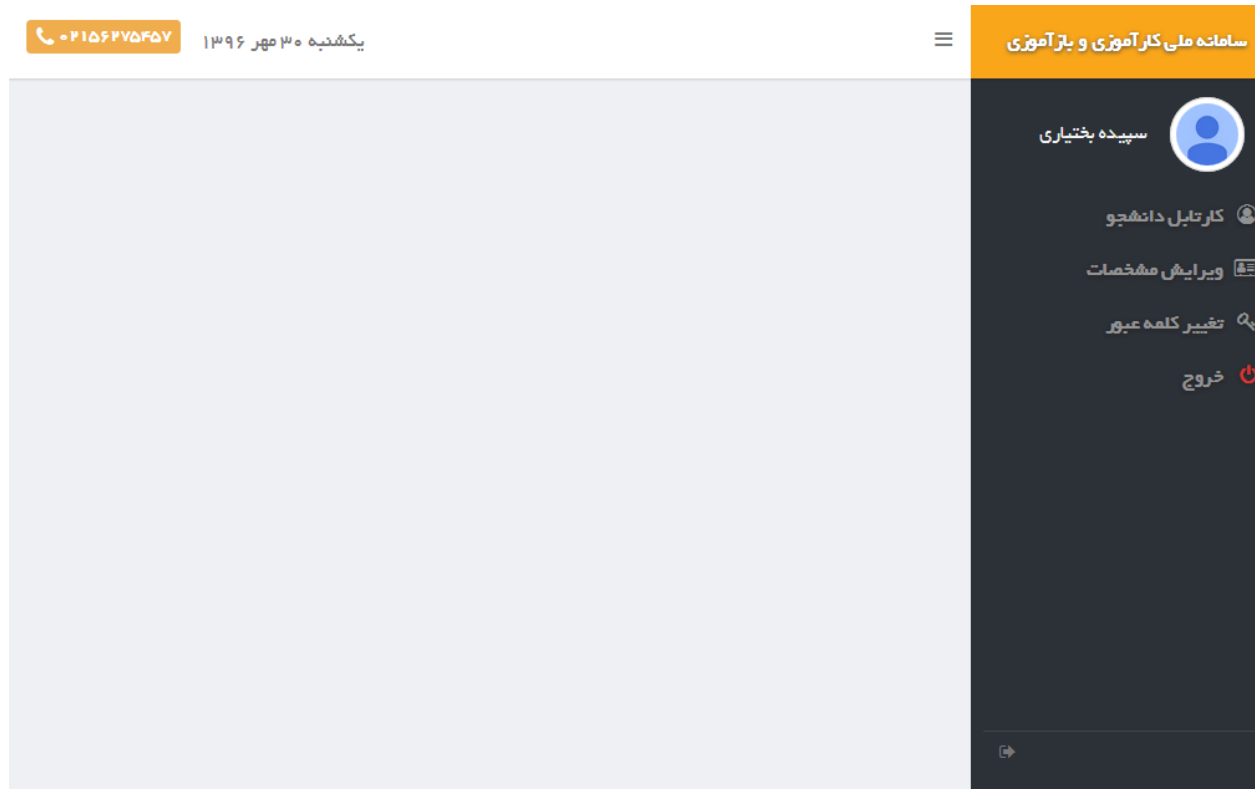 سامانه ملی کارآموزی و بازآموزی
یکشنبه ۳۰ مهر ۱۳۹۶
۰۲۱۵۶۲۷۵۴۵۷
سپیده بختیاری
کارتابل دانشجو
ویرایش مشخصات
تغییر کلمه عبور
خروج